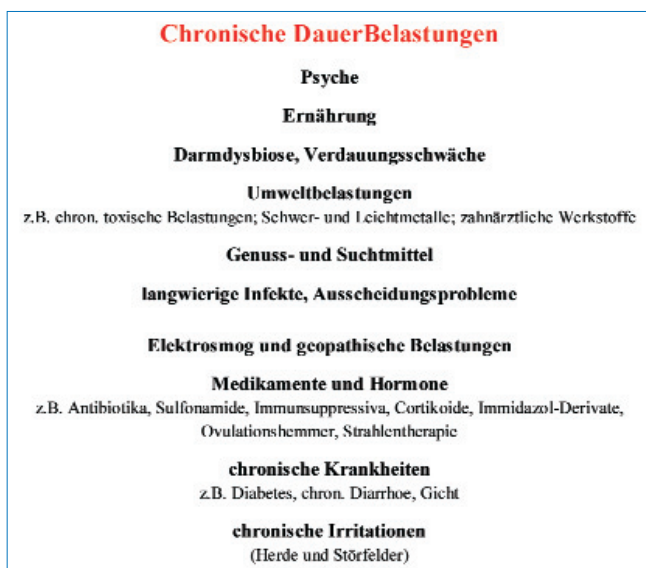 Chronische DauerBelastungen
Psyche
Ernährung
Darmdysbiose, Verdauungsschwäche
Umweltbelastungen
z.B. chron. toxische Belastungen; Schwer- und Leichtmetalle; zahnärztliche Werkstoffe
Genuss- und Suchtmittel
langwierige Infekte, Ausscheidungsprobleme
Elektrosmog und geopathische Belastungen
Medikamente und Hormone
z.B. Antibiotika, Sulfonamide, Immunsuppressiva, Cortikoide, Immidazol-Derivate,
Ovulationshemmer, Strahlentherapie
chronische Krankheiten
z.B. Diabetes, chron. Diarrhoe, Gicht
chronische Irritationen
(Herde und Störfelder)